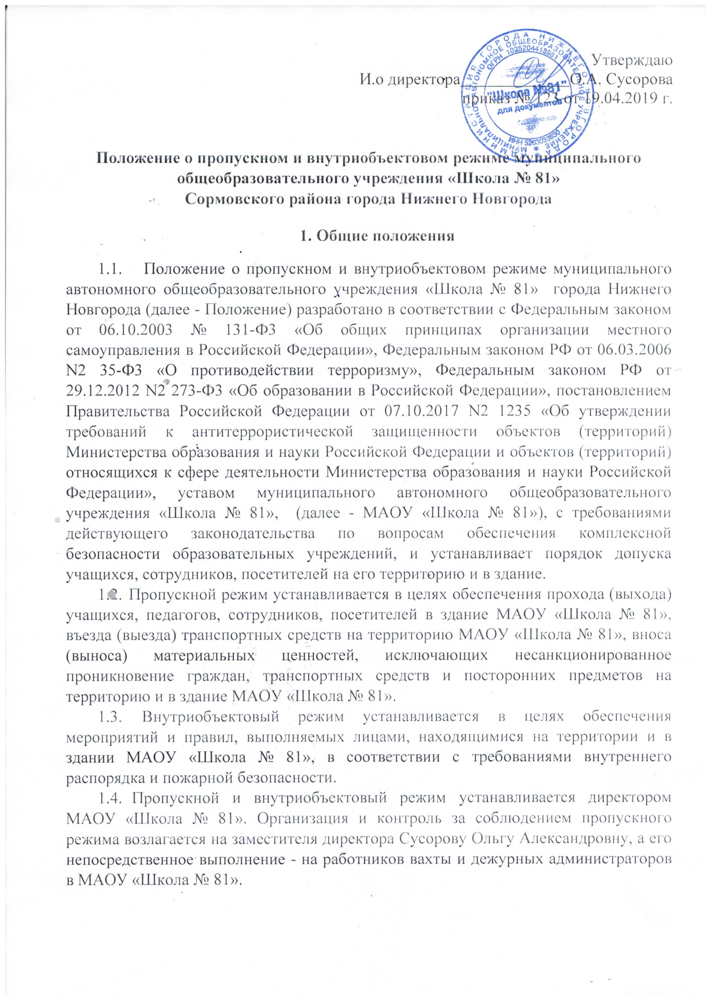 Утверждаю
И.о директора О.А. Сусорова
приказ № 123 от 19.04.2019 г.
АДМИНИСТРАЦИЯ ГОРОДА НИЖНЕГО НОВГОРОДА
МУНИЦИПАЛЬНОЕ АВТОНОМНОЕ ОБЩЕОБРАЗОВАТЕЛЬНОЕ УЧРЕЖДЕНИЕ
ОГРН 1025204413981
"Школа №81"
для документов
ИНН 5263033830
Положение о пропускном и внутриобъектовом режиме муниципального
общеобразовательного учреждения «Школа № 81»
Сормовского района города Нижнего Новгорода
1. Общие положения
1.1. Положение о пропускном и внутриобъектовом режиме муниципального
автономного общеобразовательного учреждения «Школа № 81» города Нижнего
Новгорода (далее - Положение) разработано в соответствии с Федеральным законом
от 06.10.2003 № 131-ФЗ «Об общих принципах организации местного
самоуправления в Российской Федерации», Федеральным законом РФ от 06.03.2006
N2 35-ФЗ «О противодействии терроризму», Федеральным законом РФ от
29.12.2012 N2 273-ФЗ «Об образовании в Российской Федерации», постановлением
Правительства Российской Федерации от 07.10.2017 N2 1235 «Об утверждении
требований к антитеррористической защищенности объектов (территорий)
Министерства образования и науки Российской Федерации и объектов (территорий)
относящихся к сфере деятельности Министерства образования и науки Российской
Федерации», уставом муниципального автономного общеобразовательного
учреждения «Школа № 81», (далее - МАОУ «Школа № 81»), с требованиями
действующего законодательства по вопросам обеспечения комплексной
безопасности образовательных учреждений, и устанавливает порядок допуска
учащихся, сотрудников, посетителей на его территорию и в здание.
1.2. Пропускной режим устанавливается в целях обеспечения прохода (выхода)
учащихся, педагогов, сотрудников, посетителей в здание МАОУ «Школа № 81»,
въезда (выезда) транспортных средств на территорию МАОУ «Школа № 81», вноса
(выноса) материальных ценностей, исключающих несанкционированное
проникновение граждан, транспортных средств и посторонних предметов на
территорию и в здание МАОУ «Школа № 81».
1.3. Внутриобъектовый режим устанавливается в целях обеспечения
мероприятий и правил, выполняемых лицами, находящимися на территории и в
здании МАОУ «Школа № 81», в соответствии с требованиями внутреннего
распорядка и пожарной безопасности.
1.4. Пропускной и внутриобъектовый режим устанавливается директором
МАОУ «Школа № 81». Организация и контроль за соблюдением пропускного
режима возлагается на заместителя директора Сусорову Ольгу Александровну, а его
непосредственное выполнение - на работников вахты и дежурных администраторов
в МАОУ «Школа № 81».